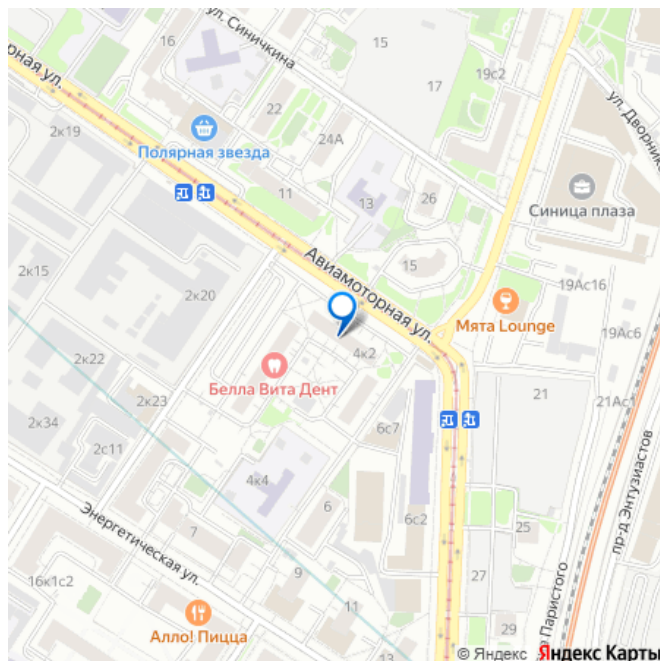 ул. Синичкина
15
16
17
19с2
орная ул.
22
ул. Дворник
2к19
24А
Полярная звезда
11
13
26
Синица плаза
Авиамоторная ул.
15
2к15
2к20
19Ас16
Мята Lounge
19Ас6
4к2
2к22
Белла Вита Дент
2к23
21
21Ас1
2к34
2с11
6с7
пр-д Энтузиастов
4к4
6
6с2
Энергетическая ул.
7
25
9
27
16к1с2
11
Алло! Пицца
29
Паристого
© Яндекс Яндекс Карты